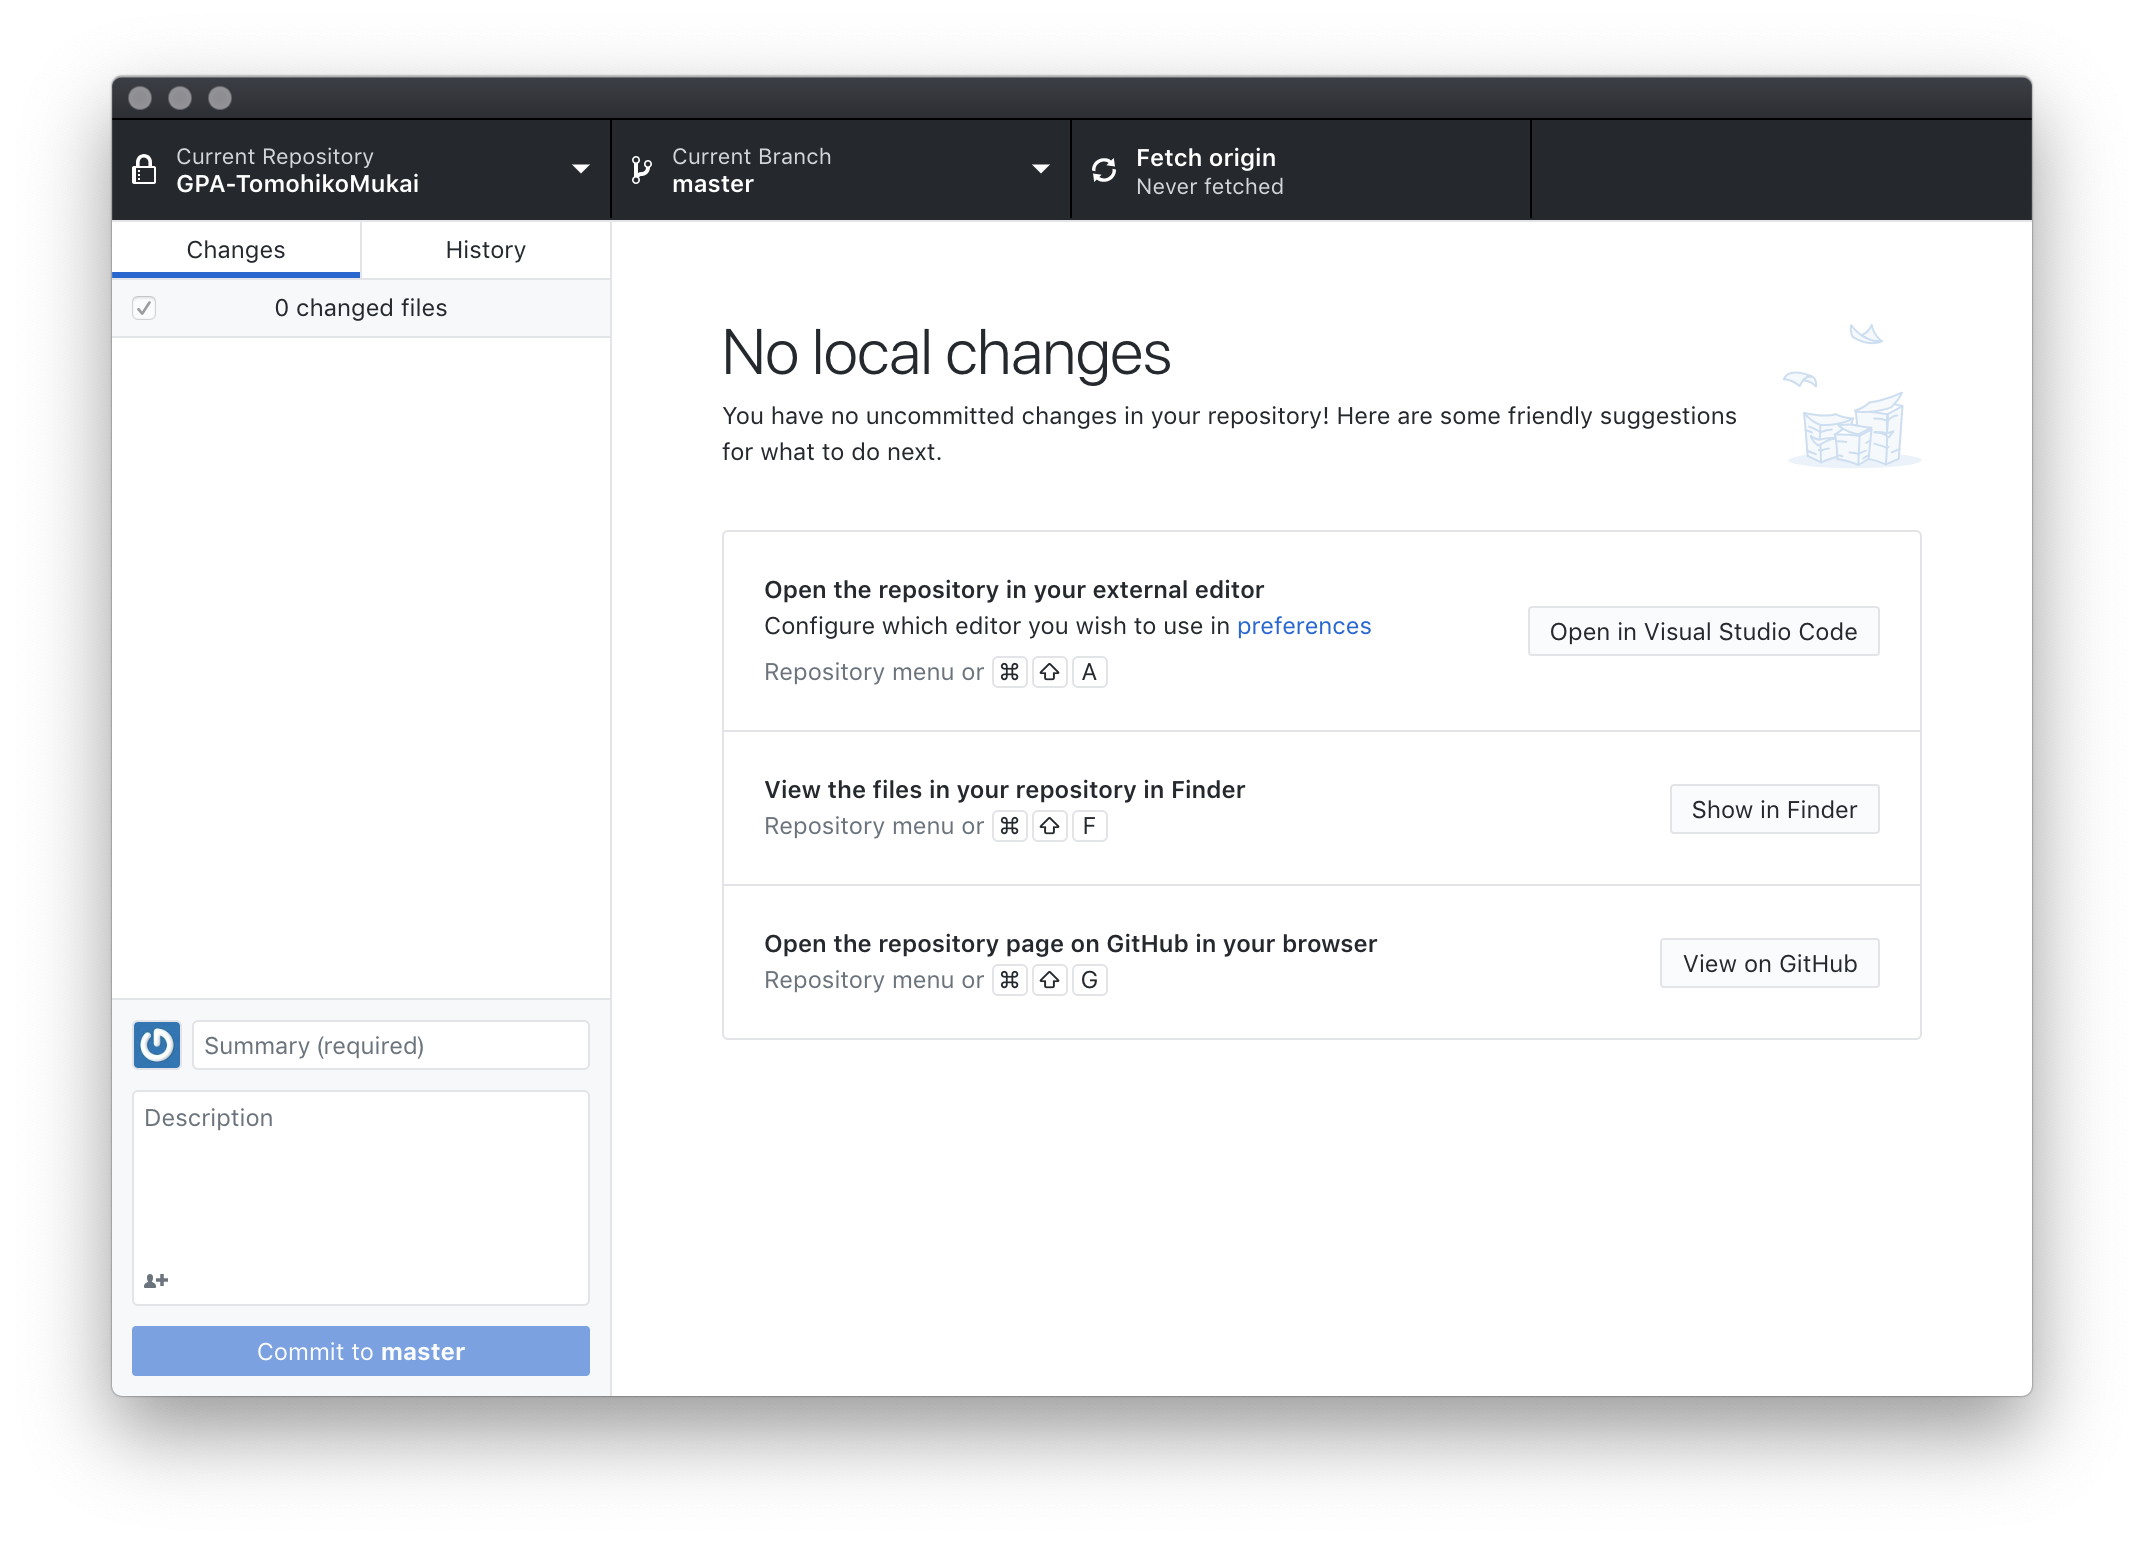 Current Repository
GPA-TomohikoMukai
Current Branch
master
Fetch origin
Never fetched
Changes
History
0 changed files
No local changes
You have no uncommitted changes in your repository! Here are some friendly suggestions
for what to do next.
Open the repository in your external editor
Configure which editor you wish to use in preferences
Repository menu or ⌘ ⇧ A
Open in Visual Studio Code
View the files in your repository in Finder
Repository menu or ⌘ ⇧ F
Show in Finder
Open the repository page on GitHub in your browser
Repository menu or ⌘ ⇧ G
View on GitHub
Summary (required)
Description
Commit to master